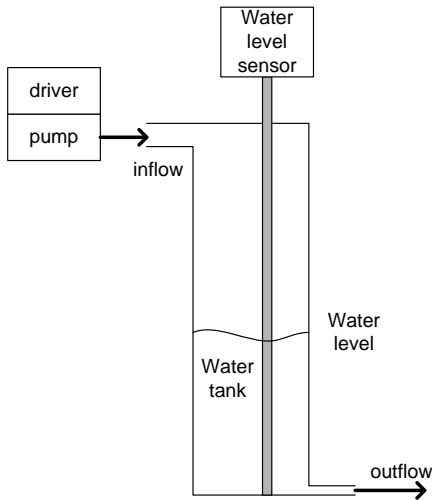 Water
level
sensor
driver
pump
inflow
Water
level
Water
tank
outflow